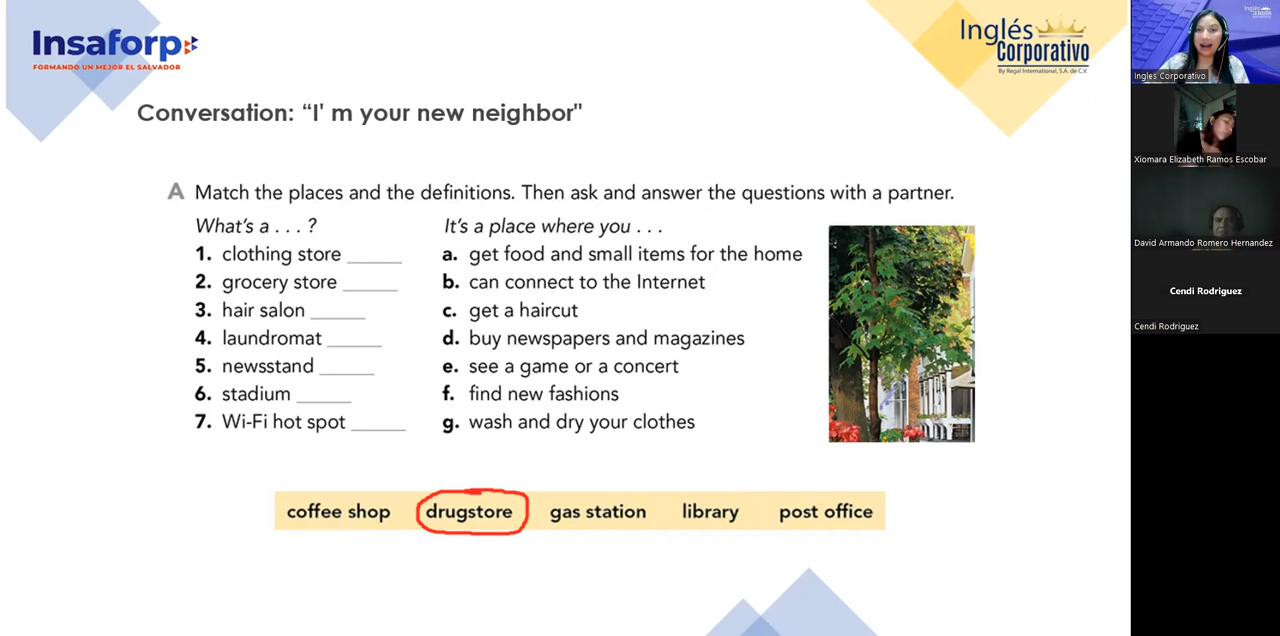 Insaforp
FORMANDO UN MEJOR EL SALVADOR
Inglés
Corporativo
By Regal International, S.A. de C.V.
Conversation: “I' m your new neighbor"
A Match the places and the definitions. Then ask and answer the questions with a partner.
What's a . . . ?
1. clothing store ______
2. grocery store ______
3. hair salon ______
4. laundromat ______
5. newsstand ______
6. stadium ______
7. Wi-Fi hot spot ______
It's a place where you . . .
a. get food and small items for the home
b. can connect to the Internet
c. get a haircut
d. buy newspapers and magazines
e. see a game or a concert
f. find new fashions
g. wash and dry your clothes
coffee shop drugstore gas station library post office
Ingles Corporativo
Xiomara Elizabeth Ramos Escobar
David Armando Romero Hernandez
Cendi Rodriguez
Cendi Rodriguez